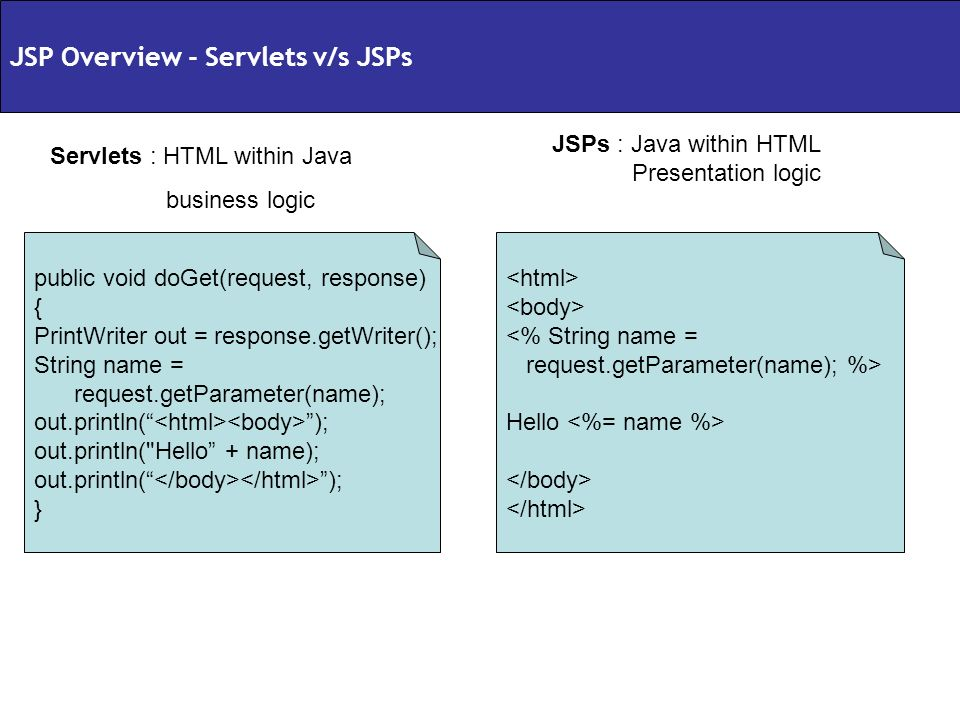 JSP Overview - Servlets v/s JSPs
Servlets : HTML within Java
business logic
JSPs : Java within HTML
Presentation logic
public void doGet(request, response)
{
PrintWriter out = response.getWriter();
String name =
request.getParameter(name);
out.println(“<html><body>”);
out.println("Hello” + name);
out.println(“</body></html>”);
}
<html>
<body>
<% String name =
request.getParameter(name); %>
Hello <%= name %>
</body>
</html>